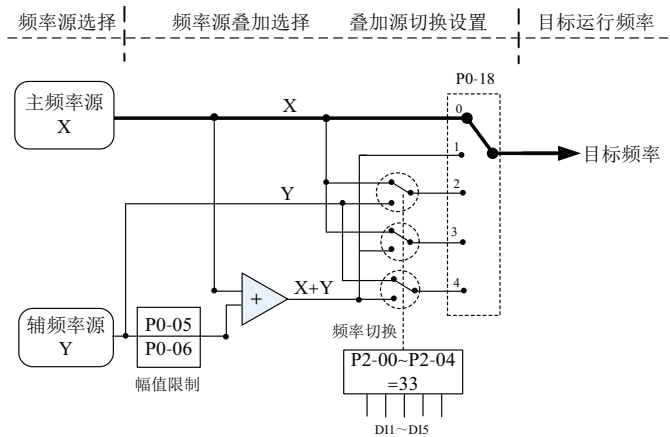 频率源选择
频率源叠加选择
叠加源切换设置
目标运行频率
P0-18
主频率源
X
X
0
1
目标频率
Y
2
3
X+Y
4
+
辅频率源
Y
P0-05
P0-06
幅值限制
频率切换
P2-00~P2-04
=33
DI1~DI5